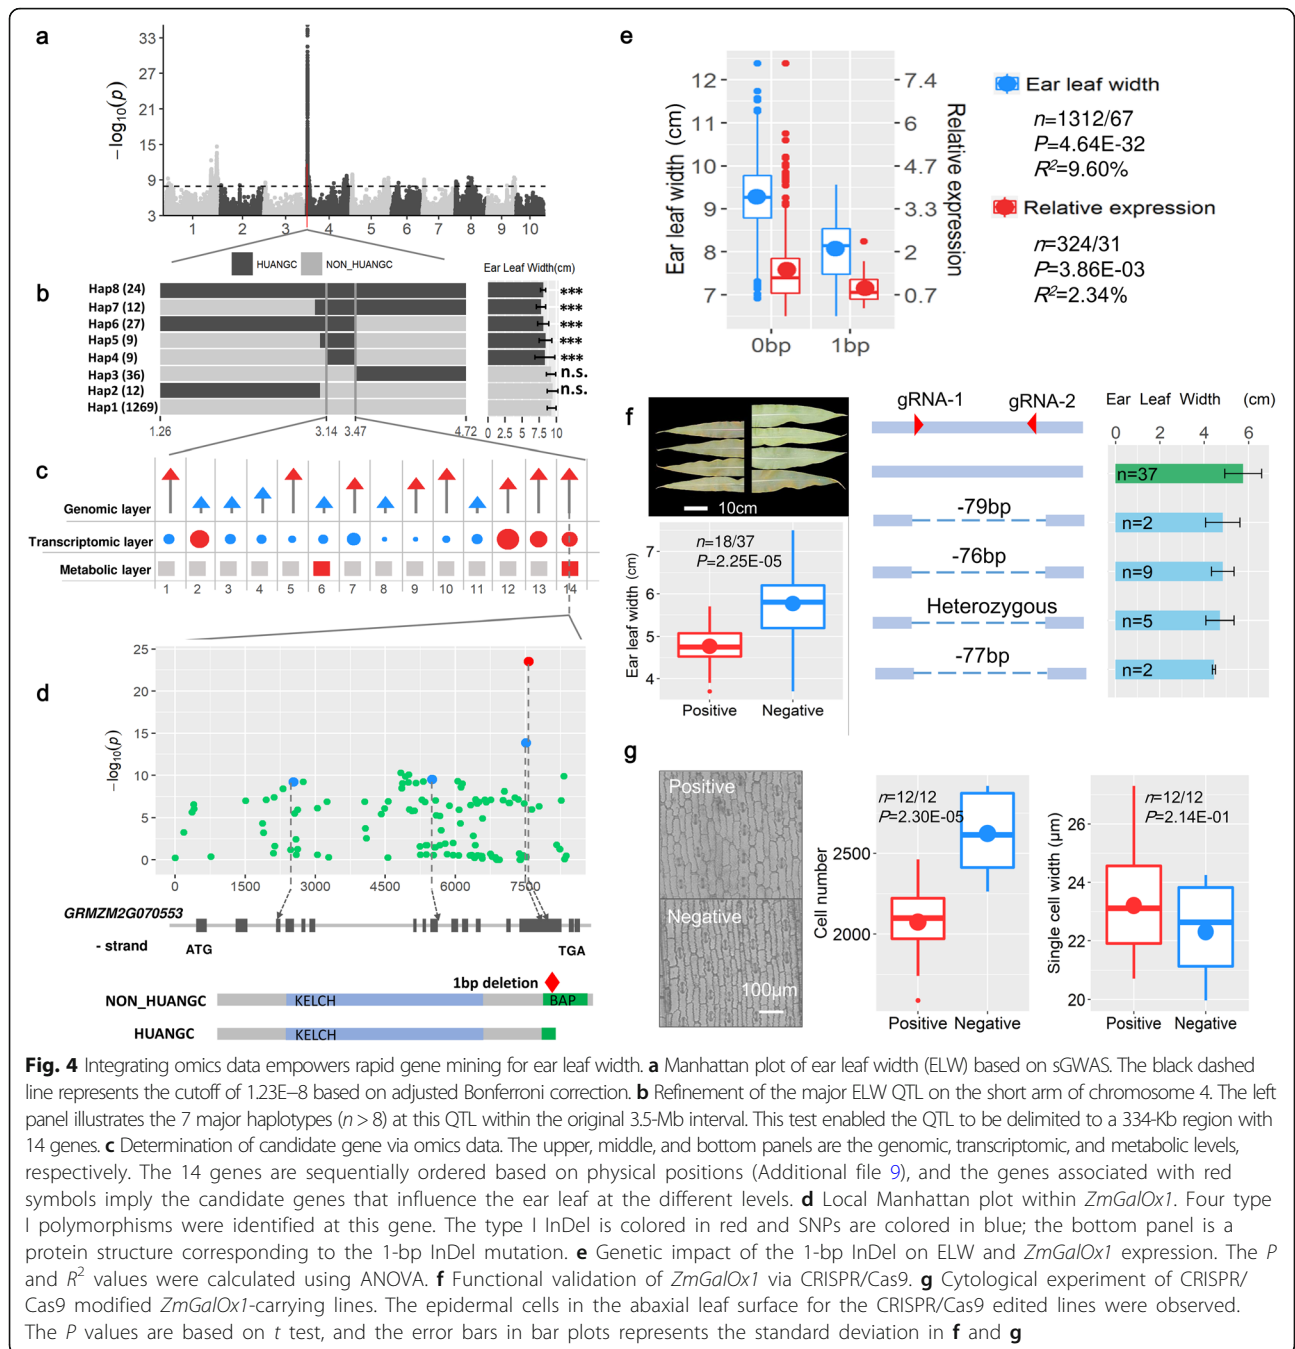 a
−log10(p)
33
27
21
15
9
3
1 2 3 4 5 6 7 8 9 10
HUANGC NON_HUANGC
Ear Leaf Width(cm)
b
Hap8 (24) ***
Hap7 (12) ***
Hap6 (27) ***
Hap5 (9) ***
Hap4 (9) ***
Hap3 (36) n.s.
Hap2 (12) n.s.
Hap1 (1269)
1.26 3.14 3.47 4.72
0 2.5 5 7.5 10
c
Genomic layer
Transcriptomic layer
Metabolic layer
1 2 3 4 5 6 7 8 9 10 11 12 13 14
d
−log10(p)
25
20
15
10
5
0
0 1500 3000 4500 6000 7500
GRMZM2G070553
- strand
ATG TGA
1bp deletion
NON_HUANGC KELCH BAP
HUANGC KELCH
e
Ear leaf width (cm)
12
11
10
9
8
7
7.4
6
4.7
3.3
2
0.7
Relative expression
0bp 1bp
Ear leaf width
n=1312/67
P=4.64E-32
R²=9.60%
Relative expression
n=324/31
P=3.86E-03
R²=2.34%
f
10cm
Ear leaf width (cm)
7
6
5
4
n=18/37
P=2.25E-05
Positive Negative
gRNA-1 gRNA-2
-79bp
-76bp
Heterozygous
-77bp
Ear Leaf Width (cm)
0 2 4 6
n=37
n=2
n=9
n=5
n=2
g
Positive
Negative
100μm
Cell number
2500
2000
n=12/12
P=2.30E-05
Positive Negative
Single cell width (μm)
26
24
22
20
n=12/12
P=2.14E-01
Positive Negative
Fig. 4 Integrating omics data empowers rapid gene mining for ear leaf width. a Manhattan plot of ear leaf width (ELW) based on sGWAS. The black dashed
line represents the cutoff of 1.23E−8 based on adjusted Bonferroni correction. b Refinement of the major ELW QTL on the short arm of chromosome 4. The left
panel illustrates the 7 major haplotypes (n > 8) at this QTL within the original 3.5-Mb interval. This test enabled the QTL to be delimited to a 334-Kb region with
14 genes. c Determination of candidate gene via omics data. The upper, middle, and bottom panels are the genomic, transcriptomic, and metabolic levels,
respectively. The 14 genes are sequentially ordered based on physical positions (Additional file 9), and the genes associated with red
symbols imply the candidate genes that influence the ear leaf at the different levels. d Local Manhattan plot within ZmGalOx1. Four type
I polymorphisms were identified at this gene. The type I InDel is colored in red and SNPs are colored in blue; the bottom panel is a
protein structure corresponding to the 1-bp InDel mutation. e Genetic impact of the 1-bp InDel on ELW and ZmGalOx1 expression. The P
and R² values were calculated using ANOVA. f Functional validation of ZmGalOx1 via CRISPR/Cas9. g Cytological experiment of CRISPR/
Cas9 modified ZmGalOx1-carrying lines. The epidermal cells in the abaxial leaf surface for the CRISPR/Cas9 edited lines were observed.
The P values are based on t test, and the error bars in bar plots represents the standard deviation in f and g